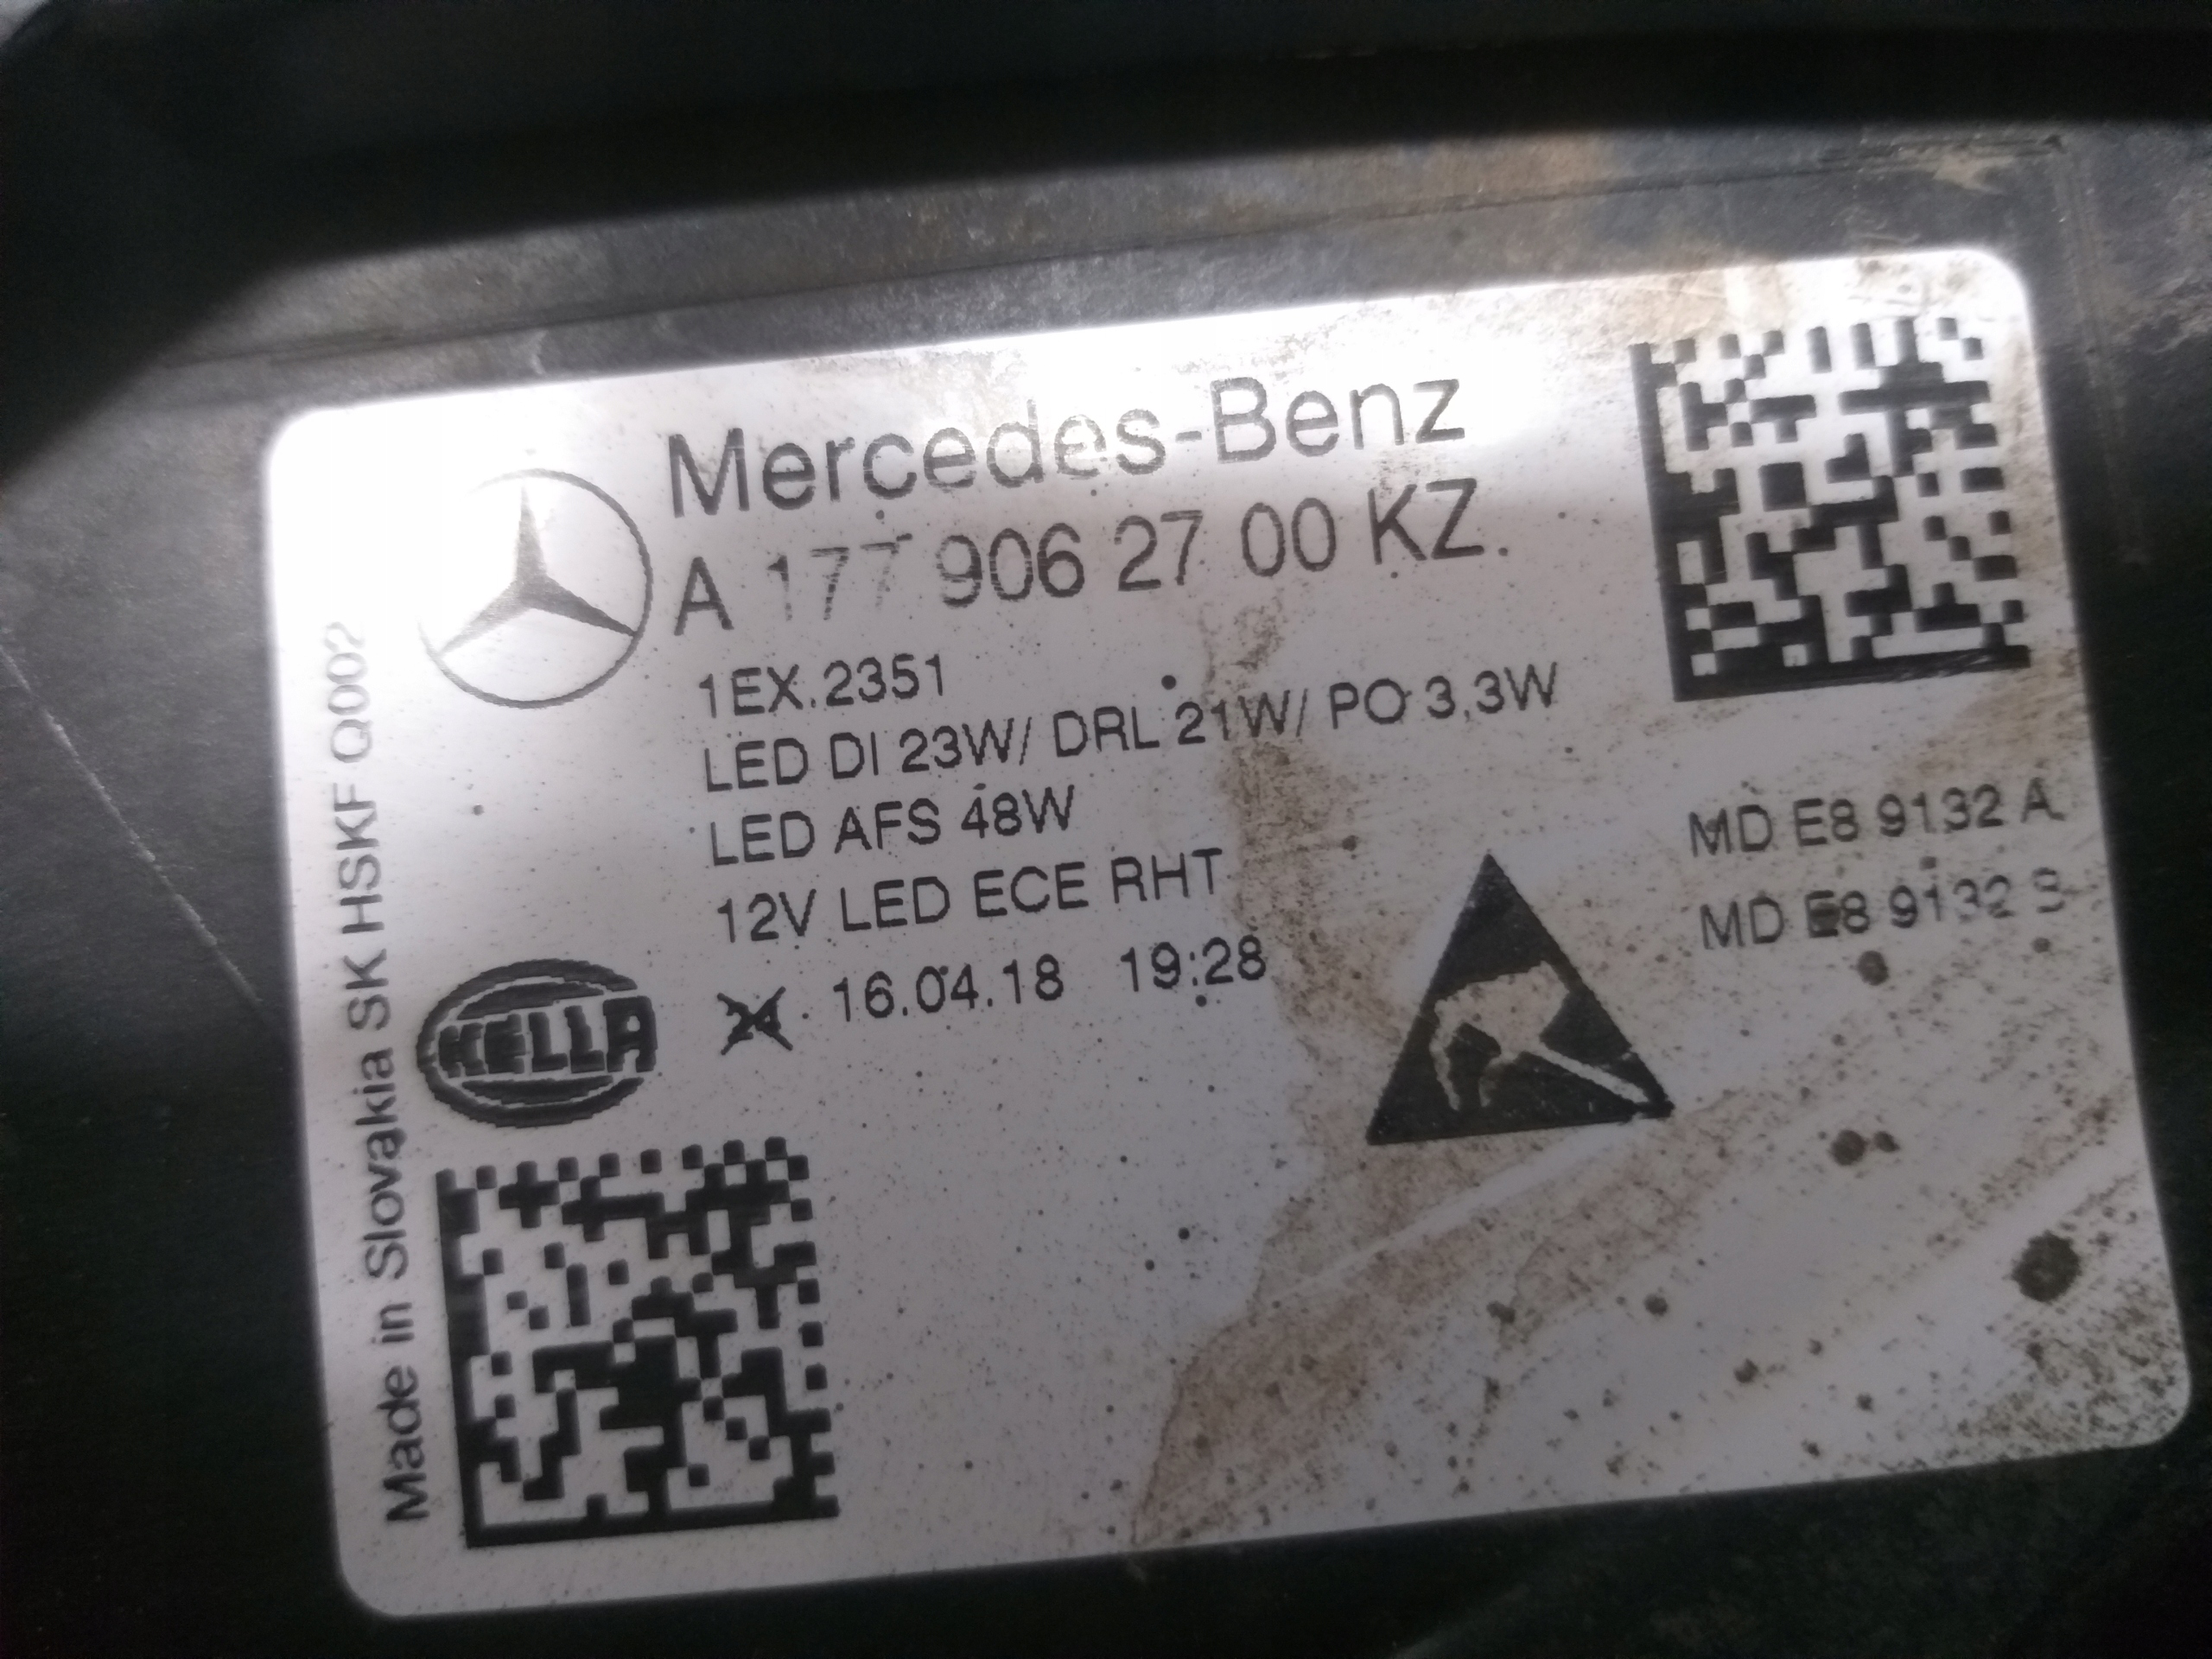 Mercedes-Benz
A 177 906 27 00 KZ.
1EX.2351
LED DI 23W/ DRL 21W/ PO 3,3W
LED AFS 48W
12V LED ECE RHT
16.04.18 19:28
HELLA
MD E8 9132 A
MD E8 9132
Made in Slovakia SK HSKF Q002